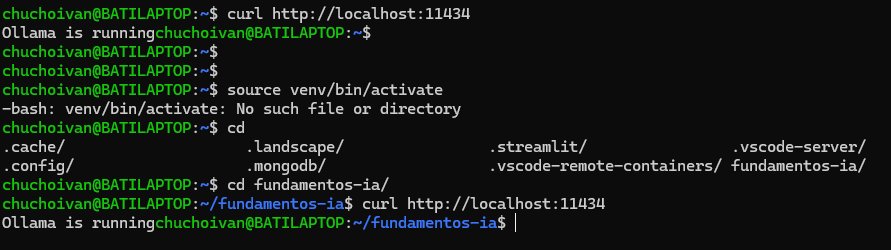 chuchoivan@BATILAPTOP:~$ curl http://localhost:11434
Ollama is runningchuchoivan@BATILAPTOP:~$
chuchoivan@BATILAPTOP:~$
chuchoivan@BATILAPTOP:~$
chuchoivan@BATILAPTOP:~$ source venv/bin/activate
-bash: venv/bin/activate: No such file or directory
chuchoivan@BATILAPTOP:~$ cd
.cache/ .landscape/ .streamlit/ .vscode-server/
.config/ .mongodb/ .vscode-remote-containers/ fundamentos-ia/
chuchoivan@BATILAPTOP:~$ cd fundamentos-ia/
chuchoivan@BATILAPTOP:~/fundamentos-ia$ curl http://localhost:11434
Ollama is runningchuchoivan@BATILAPTOP:~/fundamentos-ia$